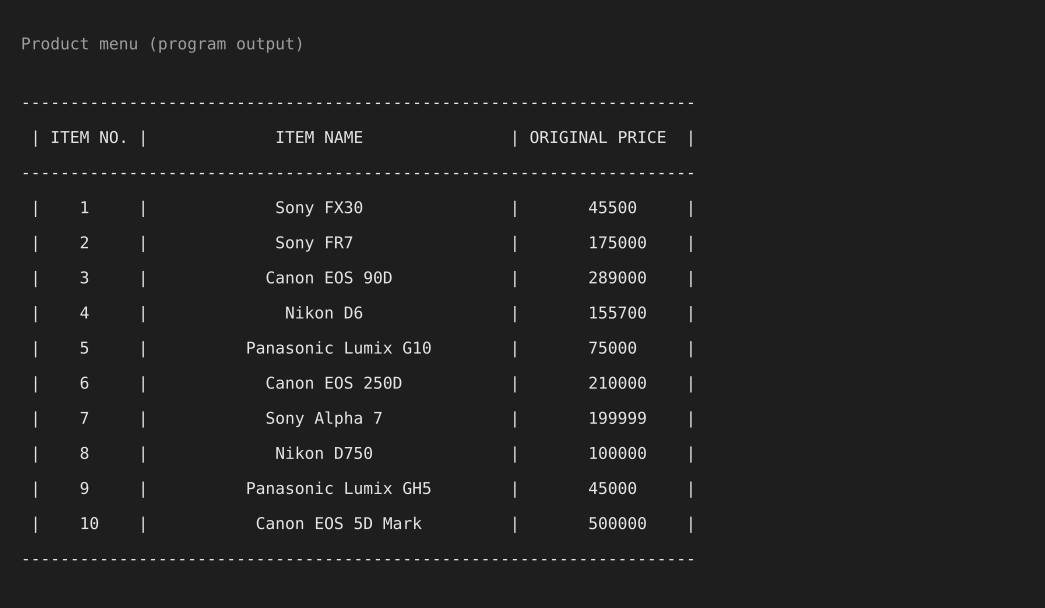 Product menu (program output)
---------------------------------------------------------------------
 | ITEM NO. |             ITEM NAME               | ORIGINAL PRICE  |
---------------------------------------------------------------------
 |    1     |             Sony FX30               |       45500     |
 |    2     |             Sony FR7                |       175000    |
 |    3     |            Canon EOS 90D            |       289000    |
 |    4     |              Nikon D6               |       155700    |
 |    5     |          Panasonic Lumix G10        |       75000     |
 |    6     |            Canon EOS 250D           |       210000    |
 |    7     |            Sony Alpha 7             |       199999    |
 |    8     |             Nikon D750              |       100000    |
 |    9     |          Panasonic Lumix GH5        |       45000     |
 |    10    |           Canon EOS 5D Mark         |       500000    |
---------------------------------------------------------------------